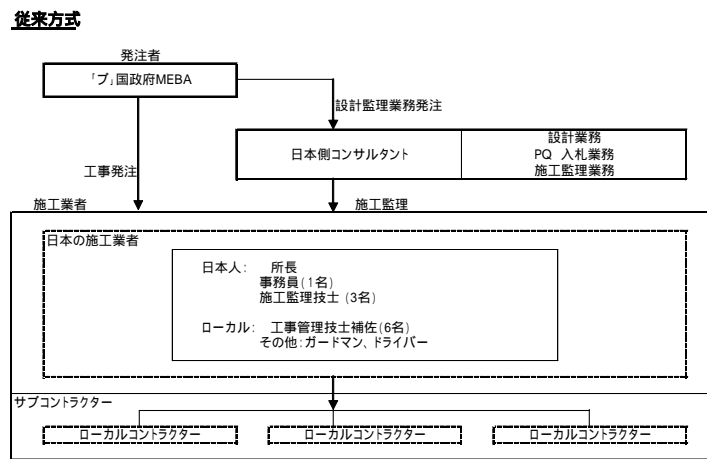 従来方式
発注者
「ブ」国政府MEBA
設計監理業務発注
日本側コンサルタント
設計業務
PQ 入札業務
施工監理業務
工事発注
施工業者
施工監理
日本の施工業者
日本人： 所長
事務員(1名)
施工監理技士 (3名)
ローカル： 工事管理技士補佐(6名)
その他：ガードマン、ドライバー
サブコントラクター
ローカルコントラクター
ローカルコントラクター
ローカルコントラクター